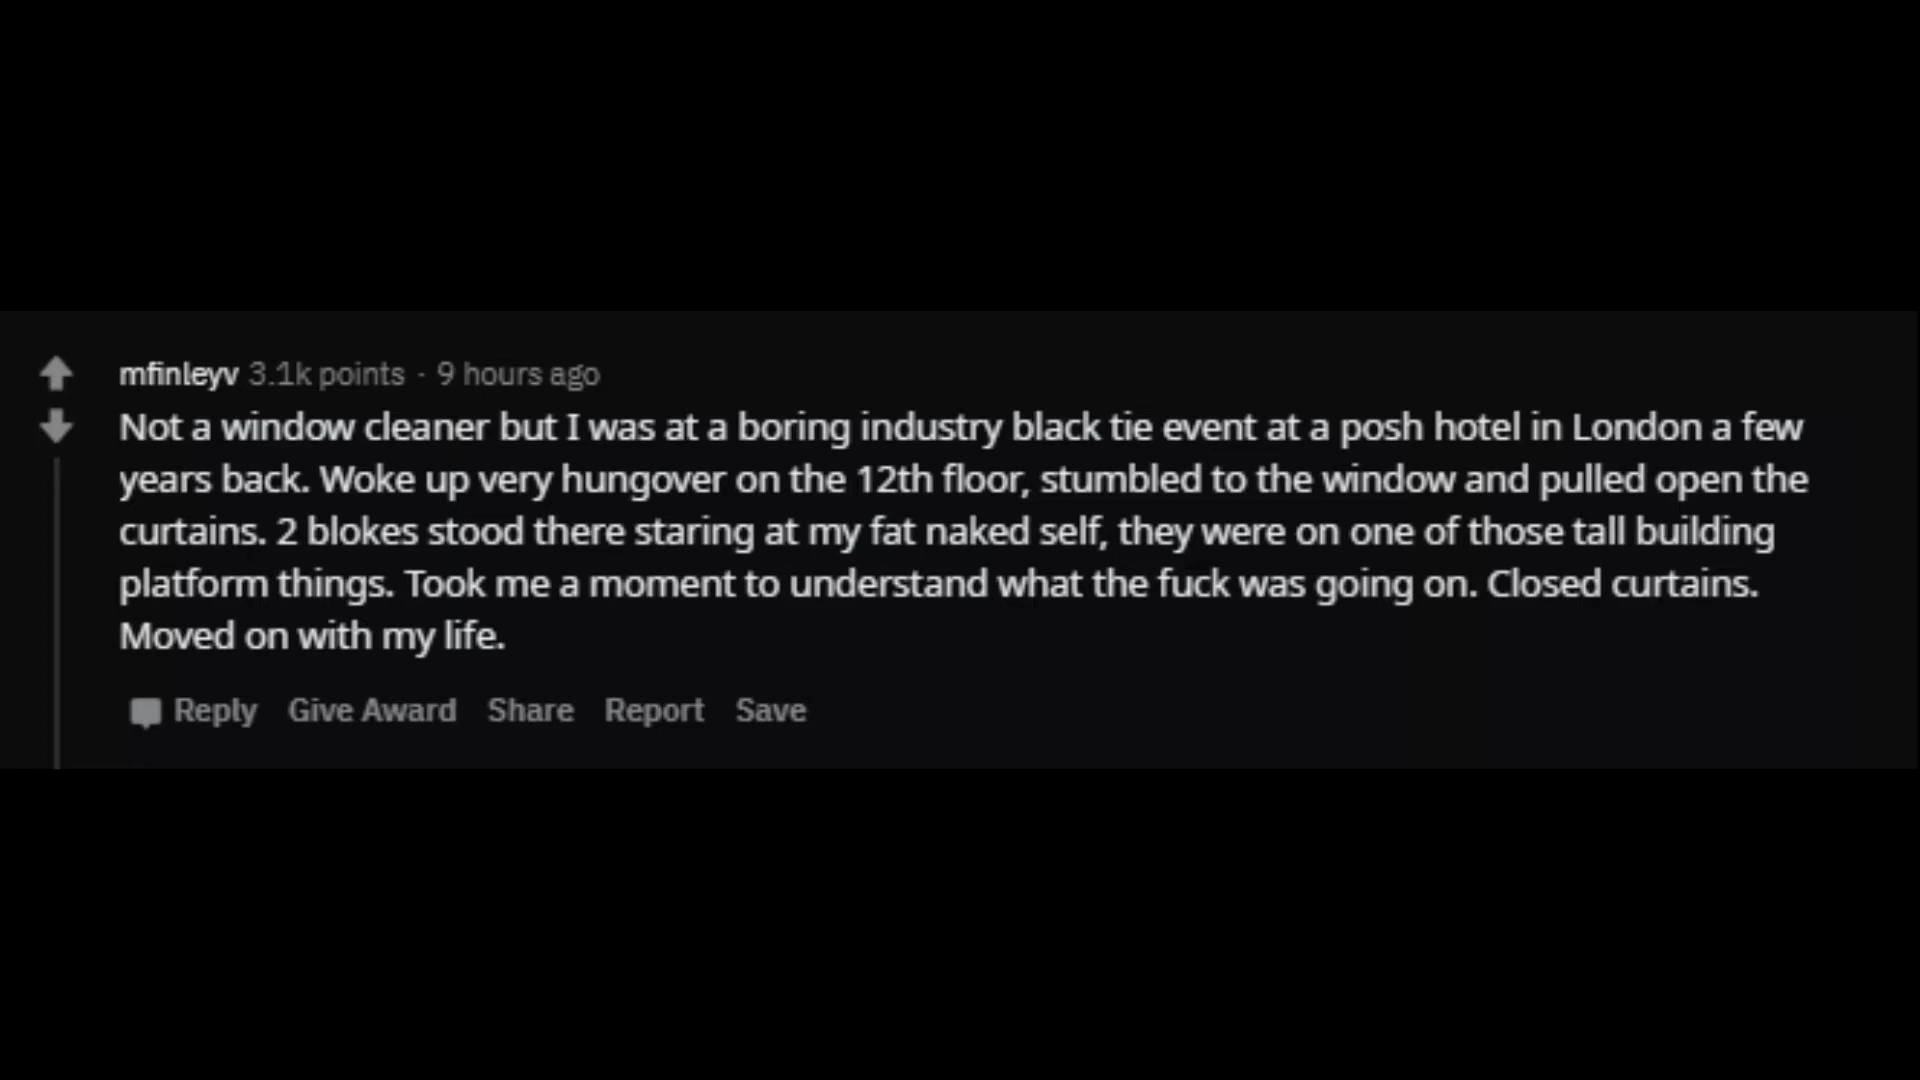 mfinleyv 3.1k points · 9 hours ago
Not a window cleaner but I was at a boring industry black tie event at a posh hotel in London a few
years back. Woke up very hungover on the 12th floor, stumbled to the window and pulled open the
curtains. 2 blokes stood there staring at my fat naked self, they were on one of those tall building
platform things. Took me a moment to understand what the fuck was going on. Closed curtains.
Moved on with my life.
Reply Give Award Share Report Save